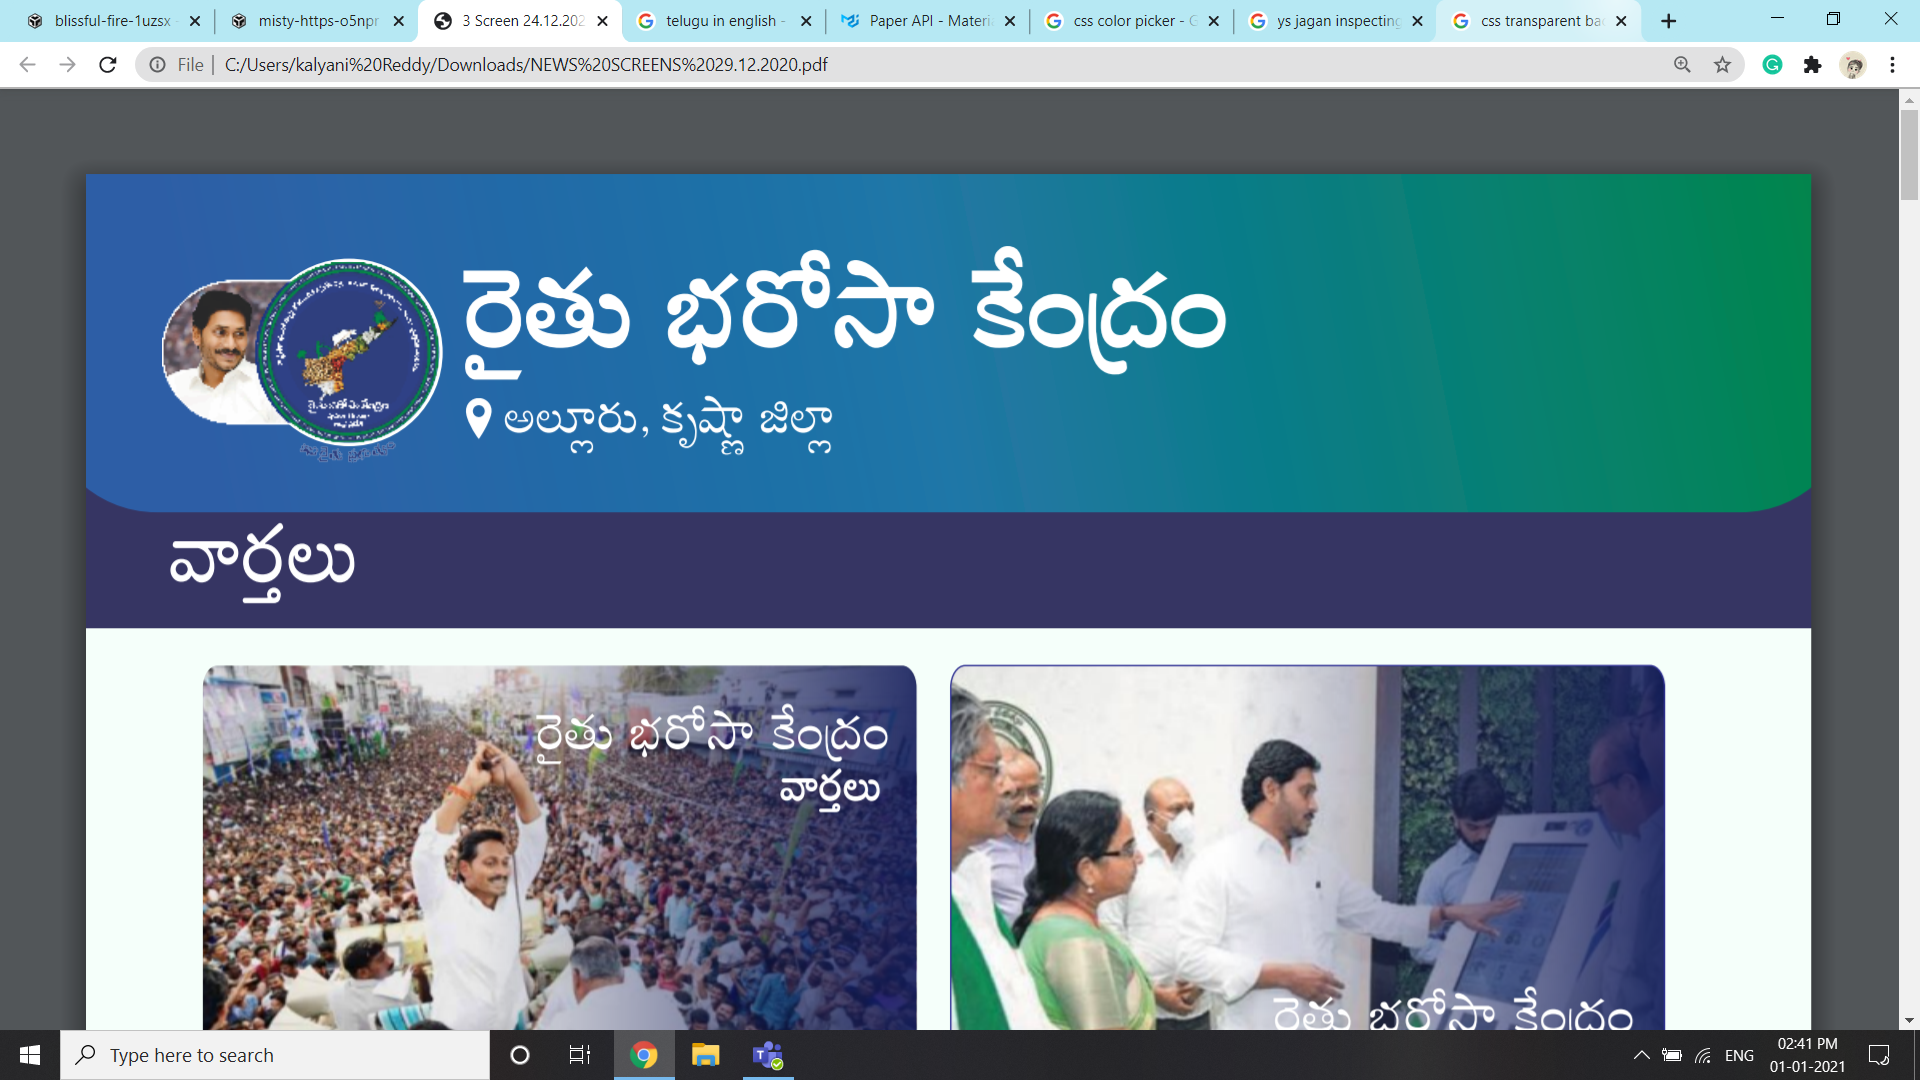 blissful-fire-1uzsx
misty-https-o5npr
3 Screen 24.12.202
telugu in english -
Paper API - Materi
css color picker - G
ys jagan inspecting
css transparent ba
File
C:/Users/kalyani%20Reddy/Downloads/NEWS%20SCREENS%2029.12.2020.pdf
రైతు భరోసా కేంద్రం
అల్లూరు, కృష్ణా జిల్లా
వార్తలు
రైతు భరోసా కేంద్రం
వార్తలు
రైతు భరోసా కేంద్రం
Type here to search
ENG
02:41 PM
01-01-2021